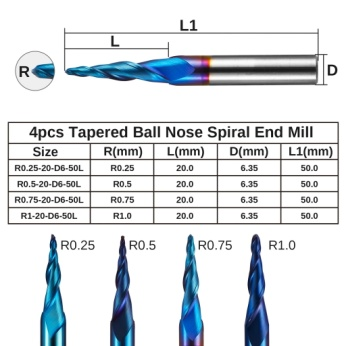 L1
L
R
D
4pcs Tapered Ball Nose Spiral End Mill
Size R(mm) L(mm) D(mm) L1(mm)
R0.25-20-D6-50L R0.25 20.0 6.35 50.0
R0.5-20-D6-50L R0.5 20.0 6.35 50.0
R0.75-20-D6-50L R0.75 20.0 6.35 50.0
R1-20-D6-50L R1.0 20.0 6.35 50.0
R0.25 R0.5 R0.75 R1.0